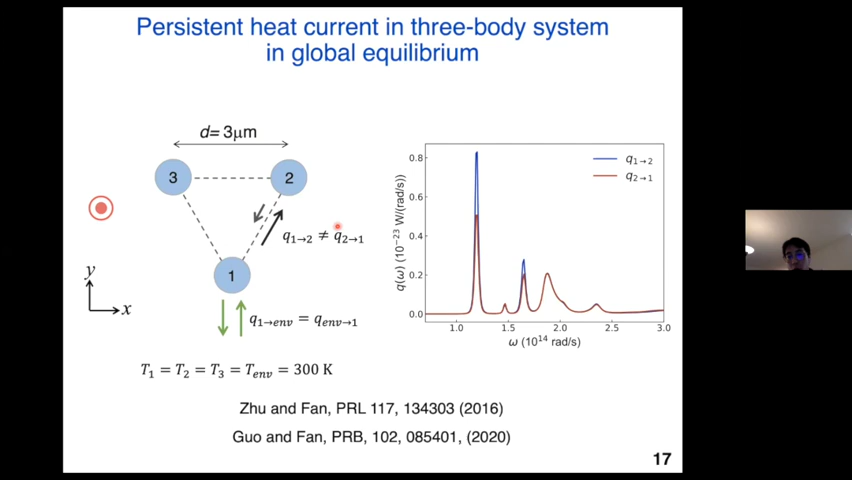 Persistent heat current in three-body system
in global equilibrium
d= 3μm
3
2
1
q₁→₂ ≠ q₂→₁
q₁→env = qenv→₁
y
x
T₁ = T₂ = T₃ = Tenv = 300 K
q₁→₂
q₂→₁
q(ω) (10⁻²³ W/(rad/s))
0.8
0.6
0.4
0.2
0.0
1.0 1.5 2.0 2.5 3.0
ω (10¹⁴ rad/s)
Zhu and Fan, PRL 117, 134303 (2016)
Guo and Fan, PRB, 102, 085401, (2020)
17